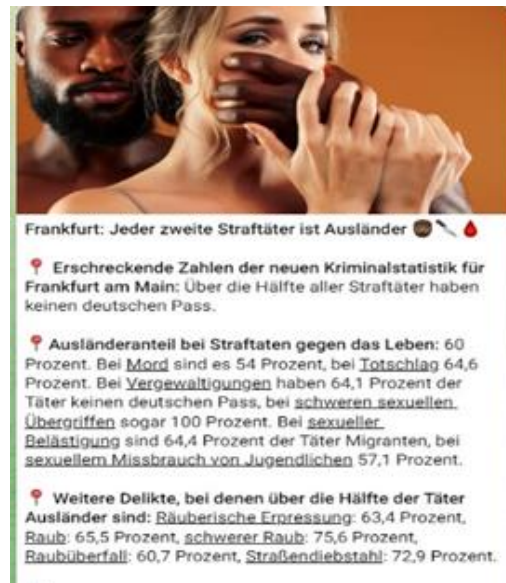 Frankfurt: Jeder zweite Straftäter ist Ausländer
Erschreckende Zahlen der neuen Kriminalstatistik für
Frankfurt am Main: Über die Hälfte aller Straftäter haben
keinen deutschen Pass.
Ausländeranteil bei Straftaten gegen das Leben: 60
Prozent. Bei Mord sind es 54 Prozent, bei Totschlag 64,6
Prozent. Bei Vergewaltigungen haben 64,1 Prozent der
Täter keinen deutschen Pass, bei schweren sexuellen
Übergriffen sogar 100 Prozent. Bei sexueller
Belästigung sind 64,4 Prozent der Täter Migranten, bei
sexuellem Missbrauch von Jugendlichen 57,1 Prozent.
Weitere Delikte, bei denen über die Hälfte der Täter
Ausländer sind: Räuberische Erpressung: 63,4 Prozent,
Raub: 65,5 Prozent, schwerer Raub: 75,6 Prozent,
Raubüberfall: 60,7 Prozent, Straßendiebstahl: 72,9 Prozent.